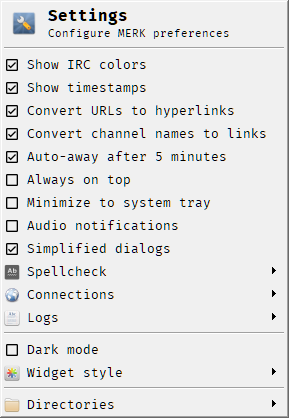 Settings
Configure MERK preferences
Show IRC colors
Show timestamps
Convert URLs to hyperlinks
Convert channel names to links
Auto-away after 5 minutes
Always on top
Minimize to system tray
Audio notifications
Simplified dialogs
Ab Spellcheck
Connections
Logs
Dark mode
Widget style
Directories